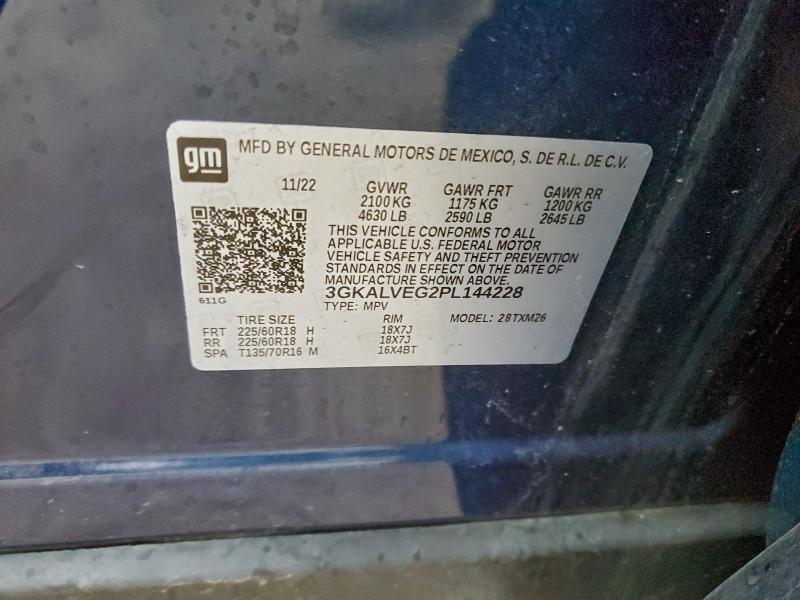 gm
MFD BY GENERAL MOTORS DE MEXICO, S. DE R.L. DE C.V.
11/22 GVWR GAWR FRT GAWR RR
2100 KG 1175 KG 1200 KG
4630 LB 2590 LB 2645 LB
THIS VEHICLE CONFORMS TO ALL
APPLICABLE U.S. FEDERAL MOTOR
VEHICLE SAFETY AND THEFT PREVENTION
STANDARDS IN EFFECT ON THE DATE OF
MANUFACTURE SHOWN ABOVE.
3GKALVEG2PL144228
611G
TYPE: MPV
TIRE SIZE RIM MODEL: 28TXM26
FRT 225/60R18 H 18X7J
RR 225/60R18 H 18X7J
SPA T135/70R16 M 16X4BT